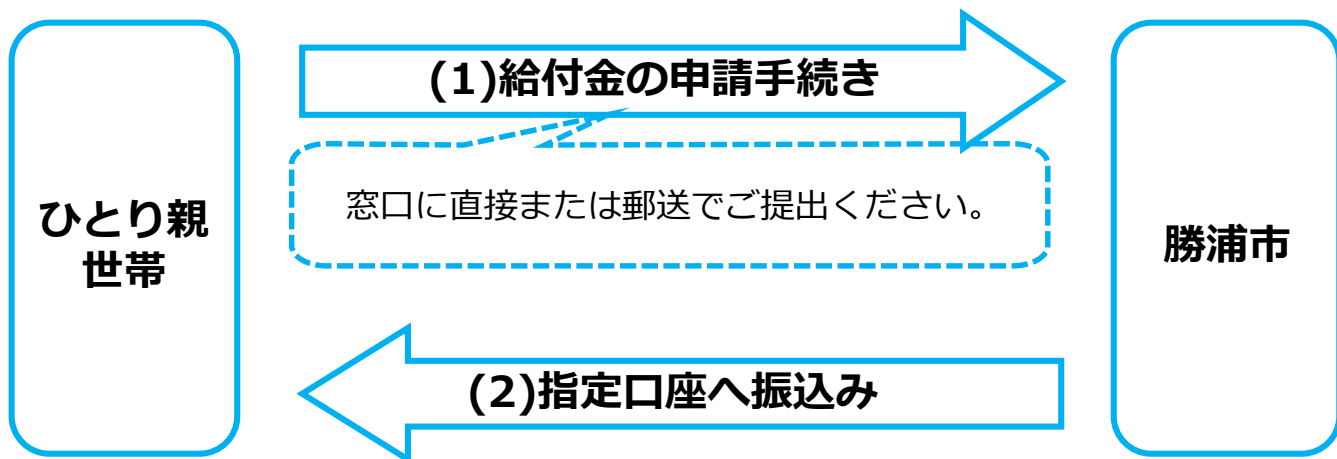 (1)給付金の申請手続き
窓口に直接または郵送でご提出ください。
ひとり親
世帯
勝浦市
(2)指定口座へ振込み